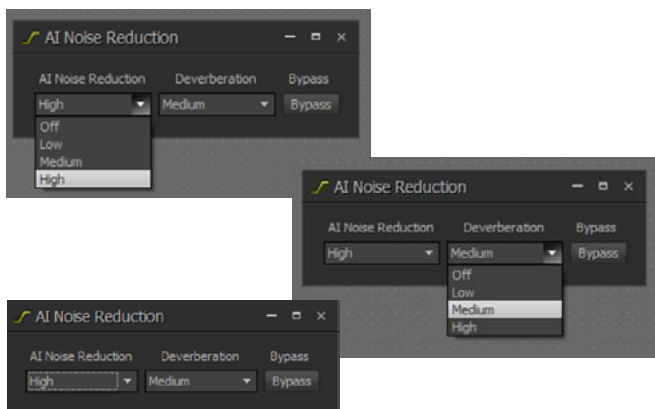 AI Noise Reduction
AI Noise Reduction Deverberation Bypass
High Medium Bypass
Off
Low
Medium
High
AI Noise Reduction
AI Noise Reduction Deverberation Bypass
High Medium Bypass
Off
Low
Medium
High
AI Noise Reduction
AI Noise Reduction Deverberation Bypass
High Medium Bypass